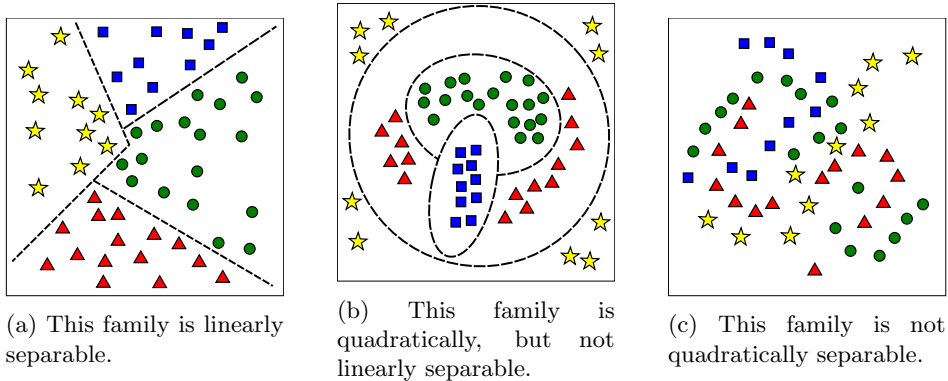 (a) This family is linearly
separable.
(b) This family is
quadratically, but not
linearly separable.
(c) This family is not
quadratically separable.